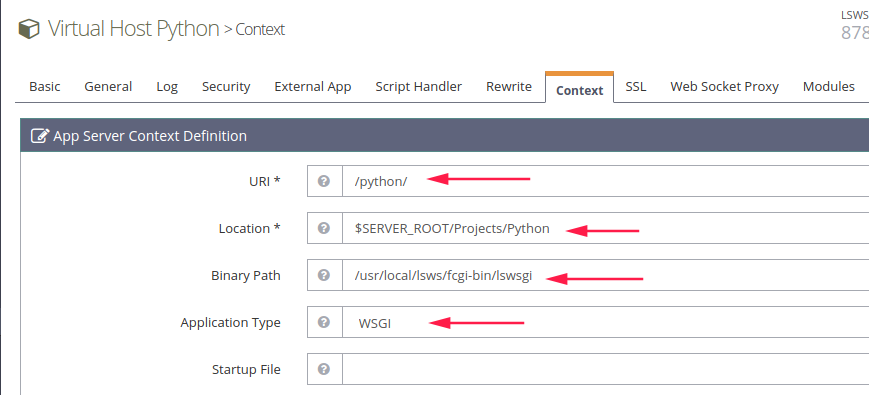 Virtual Host Python > Context
LSWS
878
Basic General Log Security External App Script Handler Rewrite Context SSL Web Socket Proxy Modules
App Server Context Definition
URI * /python/
Location * $SERVER_ROOT/Projects/Python
Binary Path /usr/local/lsws/fcgi-bin/lswsgi
Application Type WSGI
Startup File